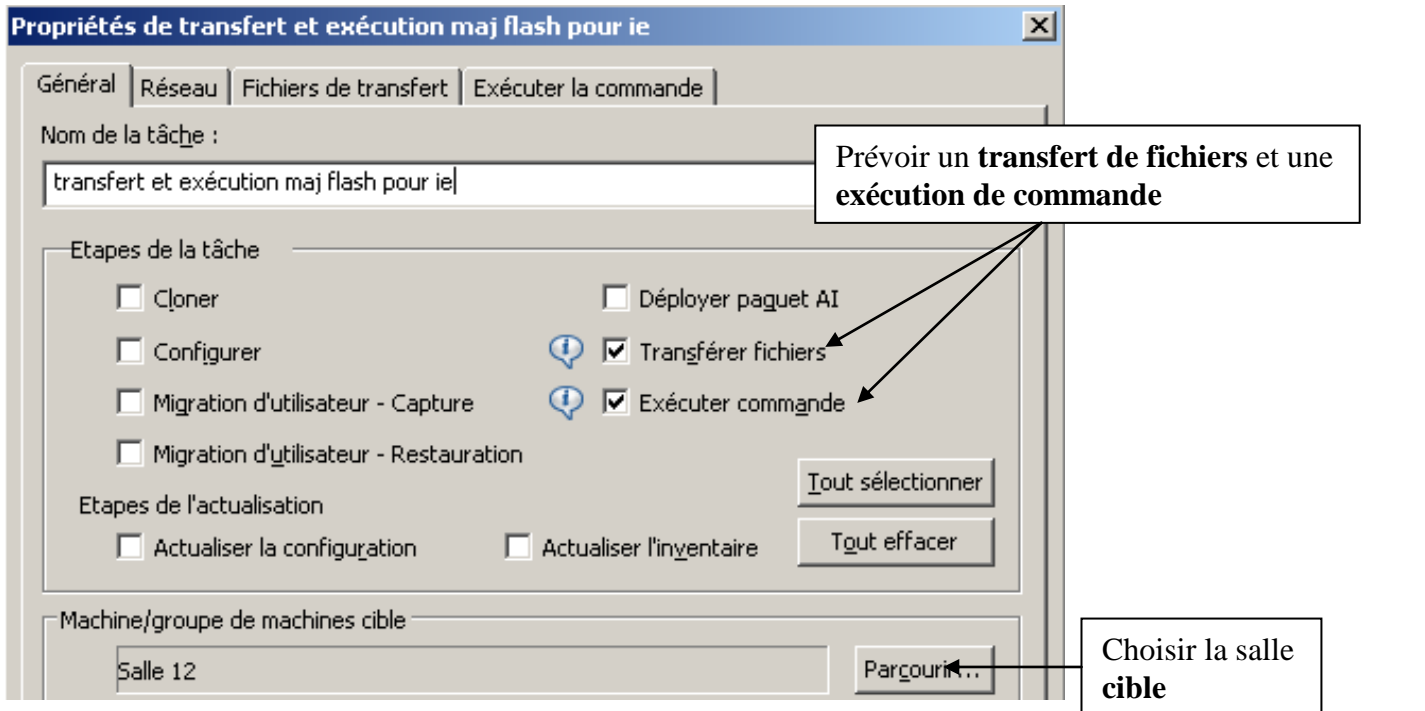 Propriétés de transfert et exécution maj flash pour ie
Général Réseau Fichiers de transfert Exécuter la commande
Nom de la tâche :
transfert et exécution maj flash pour ie
Prévoir un transfert de fichiers et une
exécution de commande
Etapes de la tâche
Cloner
Déployer paquet AI
Configurer
Transférer fichiers
Migration d'utilisateur - Capture
Exécuter commande
Migration d'utilisateur - Restauration
Tout sélectionner
Etapes de l'actualisation
Actualiser la configuration
Actualiser l'inventaire
Tout effacer
Machine/groupe de machines cible
Salle 12
Parcourir...
Choisir la salle
cible